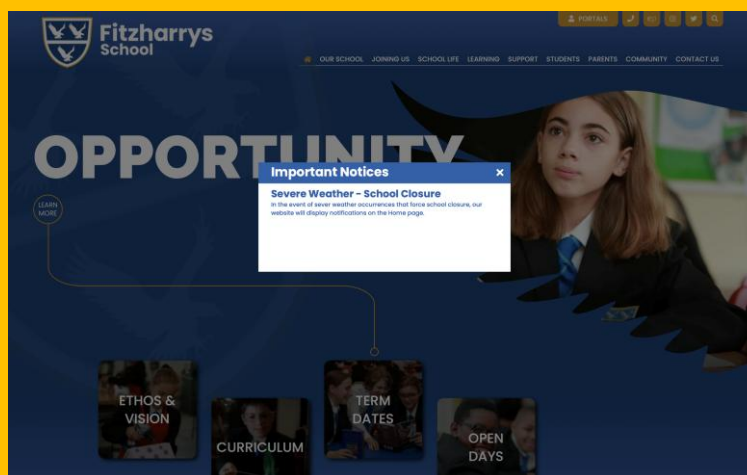 Fitzharrys
School
PORTALS
OUR SCHOOL JOINING US SCHOOL LIFE LEARNING SUPPORT STUDENTS PARENTS COMMUNITY CONTACT US
OPPORTUNITY
LEARN
MORE
Important Notices ×
Severe Weather - School Closure
In the event of sever weather occurrences that force school closure, our
website will display notifications on the Home page.
ETHOS &
VISION
CURRICULUM
TERM
DATES
OPEN
DAYS